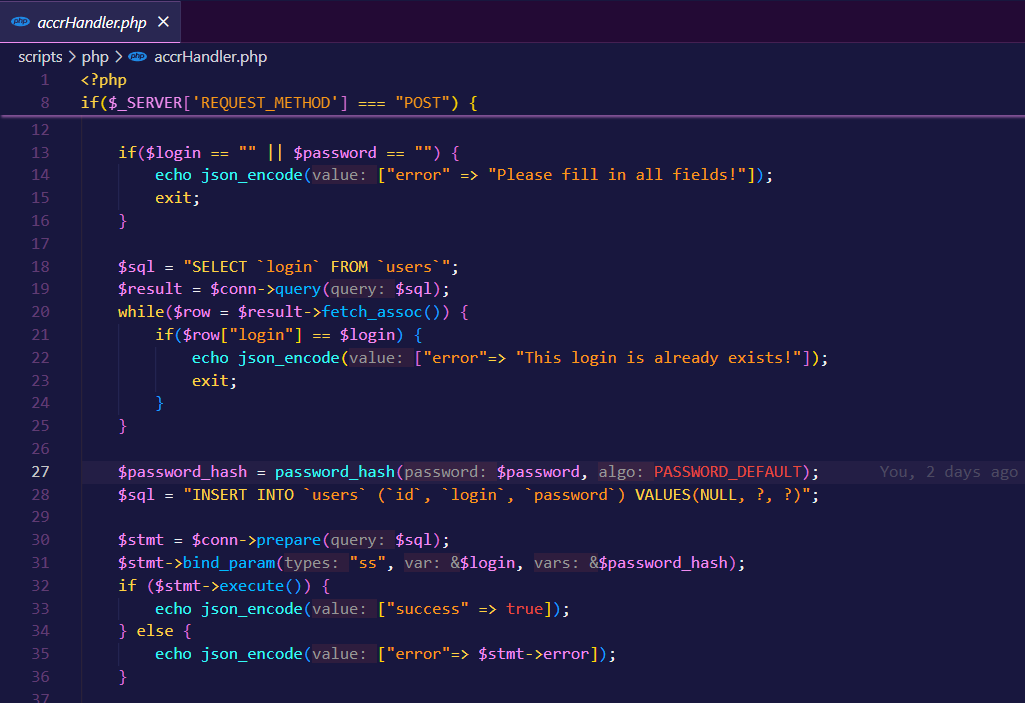 php accrHandler.php ×
scripts > php > php accrHandler.php
1 <?php
8 if($_SERVER['REQUEST_METHOD'] === "POST") {
12
13 if($login == "" || $password == "") {
14 echo json_encode(value: ["error" => "Please fill in all fields!"]);
15 exit;
16 }
17
18 $sql = "SELECT `login` FROM `users`";
19 $result = $conn->query(query: $sql);
20 while($row = $result->fetch_assoc()) {
21 if($row["login"] == $login) {
22 echo json_encode(value: ["error"=> "This login is already exists!"]);
23 exit;
24 }
25 }
26
27 $password_hash = password_hash(password: $password, algo: PASSWORD_DEFAULT); You, 2 days ago
28 $sql = "INSERT INTO `users` (`id`, `login`, `password`) VALUES(NULL, ?, ?)";
29
30 $stmt = $conn->prepare(query: $sql);
31 $stmt->bind_param(types: "ss", var: &$login, vars: &$password_hash);
32 if ($stmt->execute()) {
33 echo json_encode(value: ["success" => true]);
34 } else {
35 echo json_encode(value: ["error"=> $stmt->error]);
36 }
37